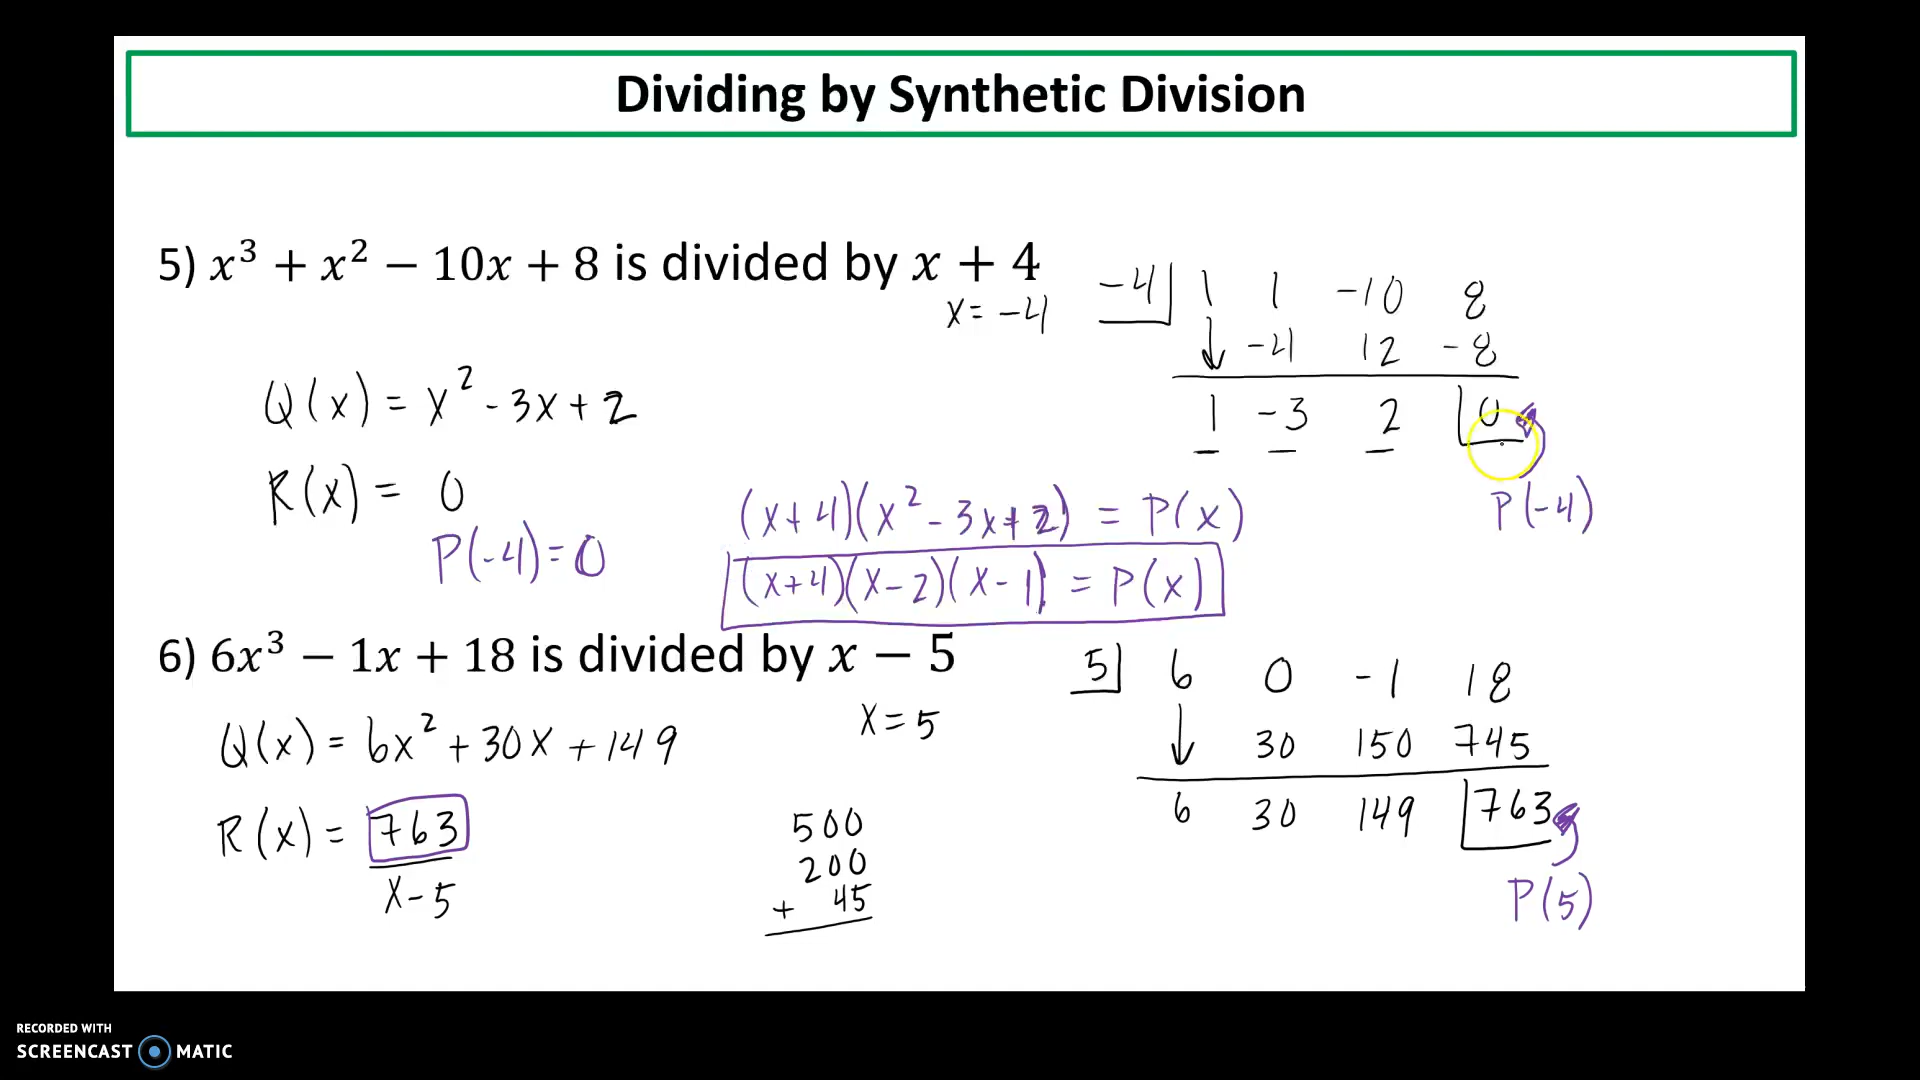 Dividing by Synthetic Division
5) x³ + x² − 10x + 8 is divided by x + 4
x = -4
-4 | 1 1 -10 8
↓ -4 12 -8
1 -3 2 | 0
P(-4)
Q(x) = x² - 3x + 2
R(x) = 0
P(-4) = 0
(x+4)(x² - 3x + 2) = P(x)
(x+4)(x-2)(x-1) = P(x)
6) 6x³ − 1x + 18 is divided by x − 5
x = 5
5 | 6 0 -1 18
↓ 30 150 745
6 30 149 | 763
P(5)
Q(x) = 6x² + 30x + 149
R(x) = 763
x - 5
500
200
+ 45
RECORDED WITH
SCREENCAST MATIC